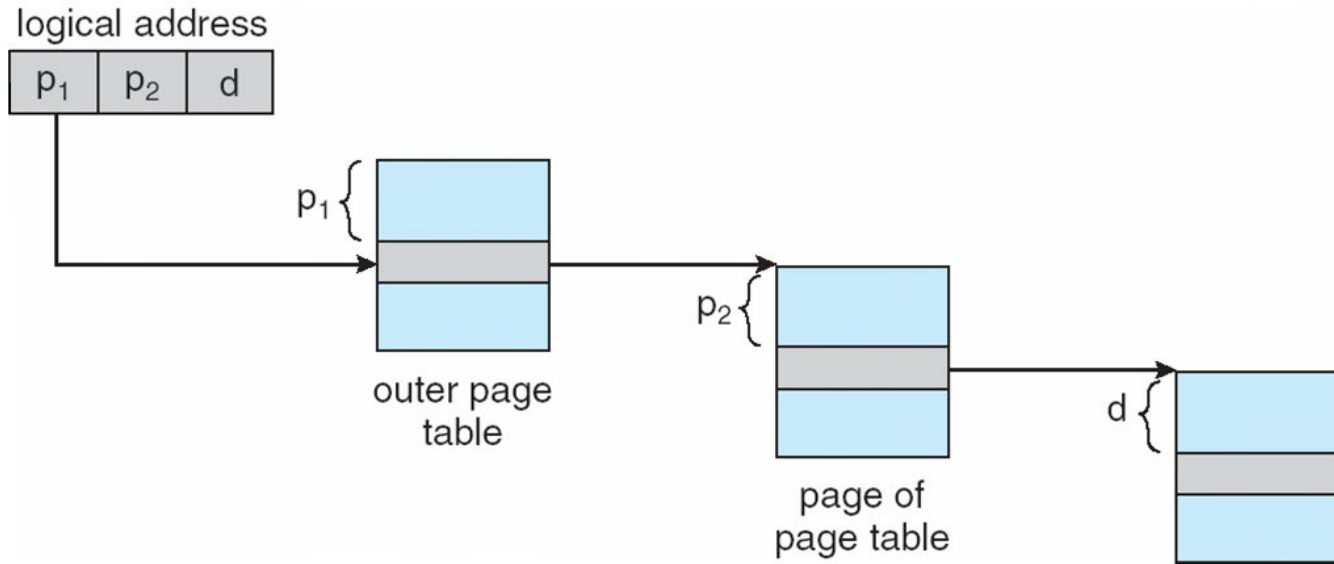 logical address
p₁ p₂ d
p₁
outer page
table
p₂
page of
page table
d